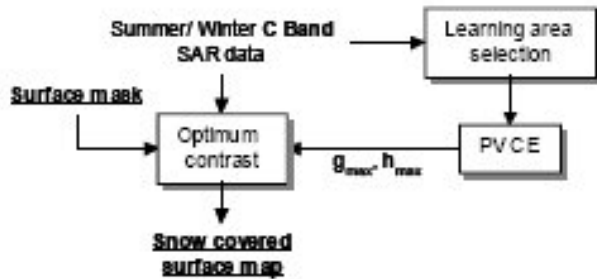 Summer/ Winter C Band
SAR data
Learning area
selection
Surface mask
Optimum
contrast
PVCE
gmax, hmax
Snow covered
surface map